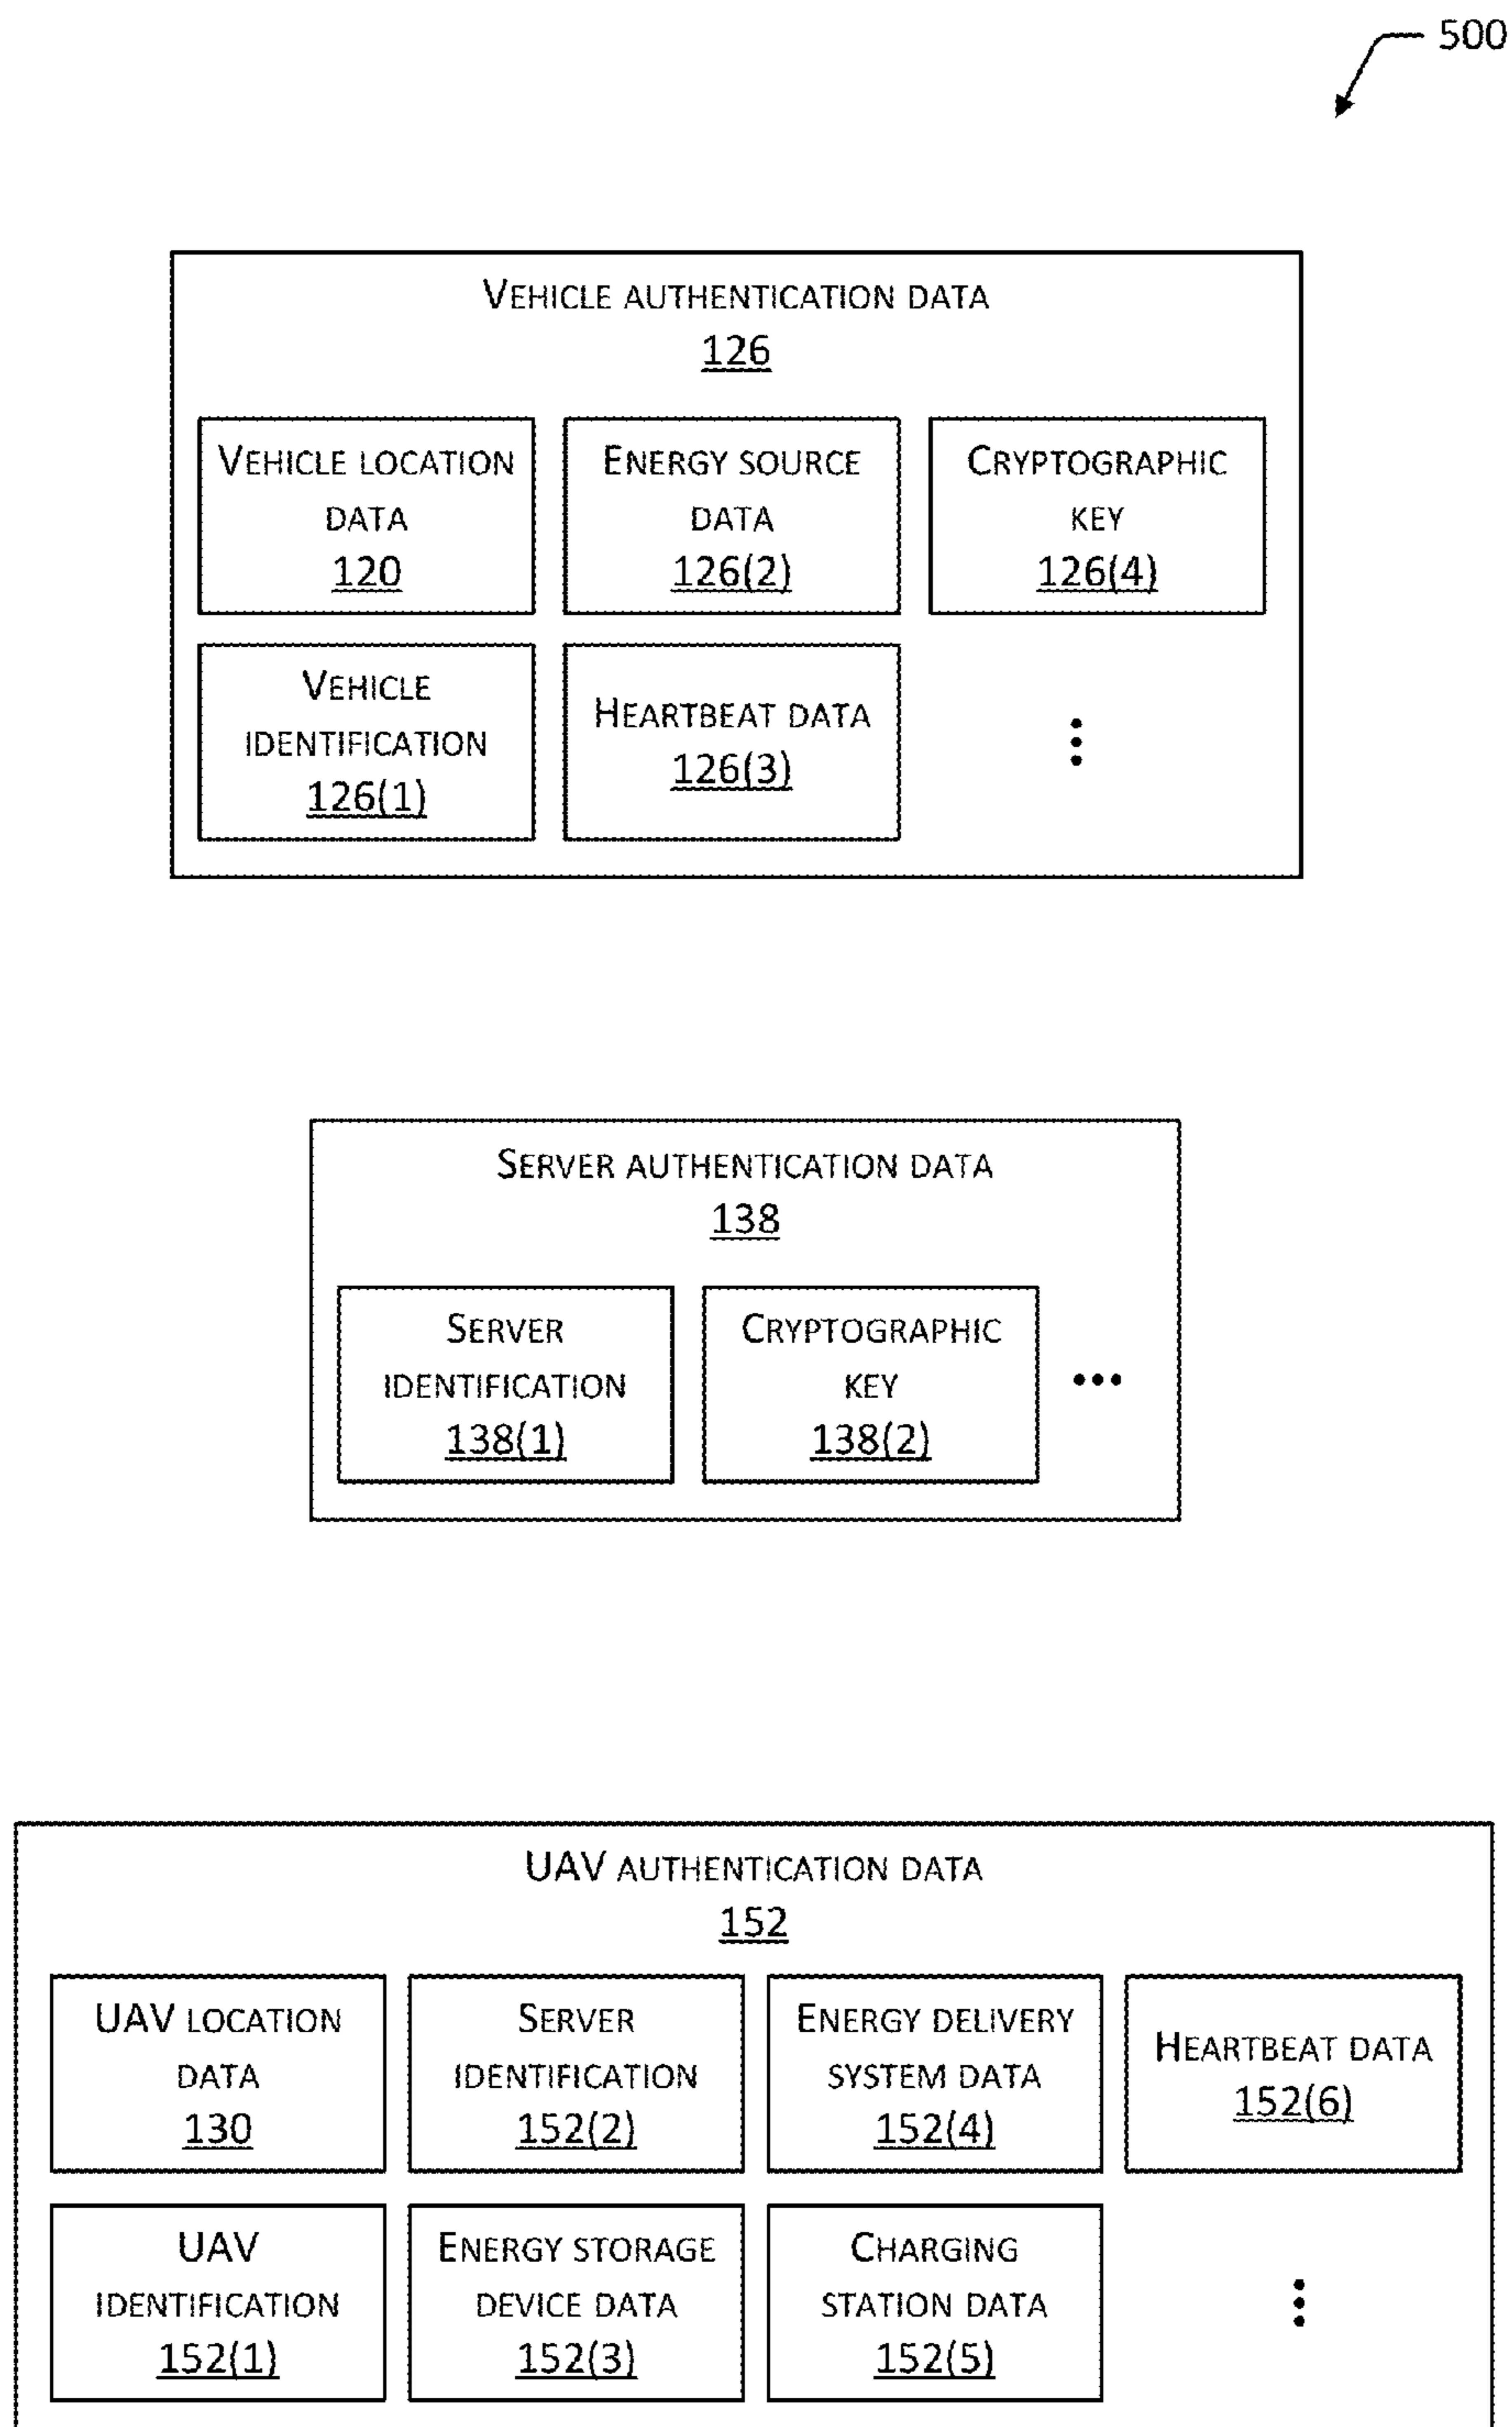 500
Vehicle authentication data
126
Vehicle location
data
120
Energy source
data
126(2)
Cryptographic
key
126(4)
Vehicle
identification
126(1)
Heartbeat data
126(3)
Server authentication data
138
Server
identification
138(1)
Cryptographic
key
138(2)
UAV authentication data
152
UAV location
data
130
Server
identification
152(2)
Energy delivery
system data
152(4)
Heartbeat data
152(6)
UAV
identification
152(1)
Energy storage
device data
152(3)
Charging
station data
152(5)